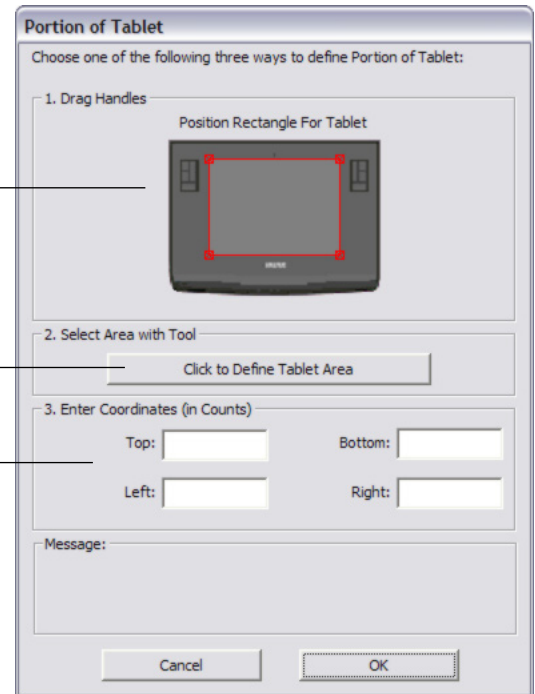 Portion of Tablet
Choose one of the following three ways to define Portion of Tablet:
1. Drag Handles
Position Rectangle For Tablet
2. Select Area with Tool
Click to Define Tablet Area
3. Enter Coordinates (in Counts)
Top: Bottom:
Left: Right:
Message:
Cancel OK